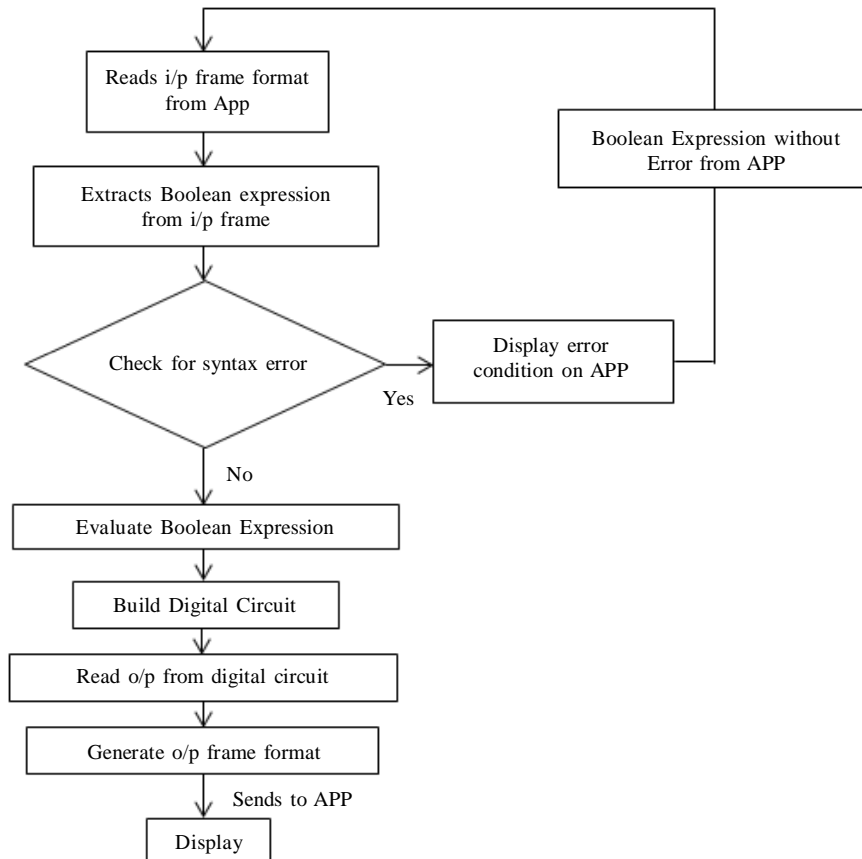 Reads i/p frame format
from App
Boolean Expression without
Error from APP
Extracts Boolean expression
from i/p frame
Check for syntax error
Display error
condition on APP
Yes
No
Evaluate Boolean Expression
Build Digital Circuit
Read o/p from digital circuit
Generate o/p frame format
Sends to APP
Display